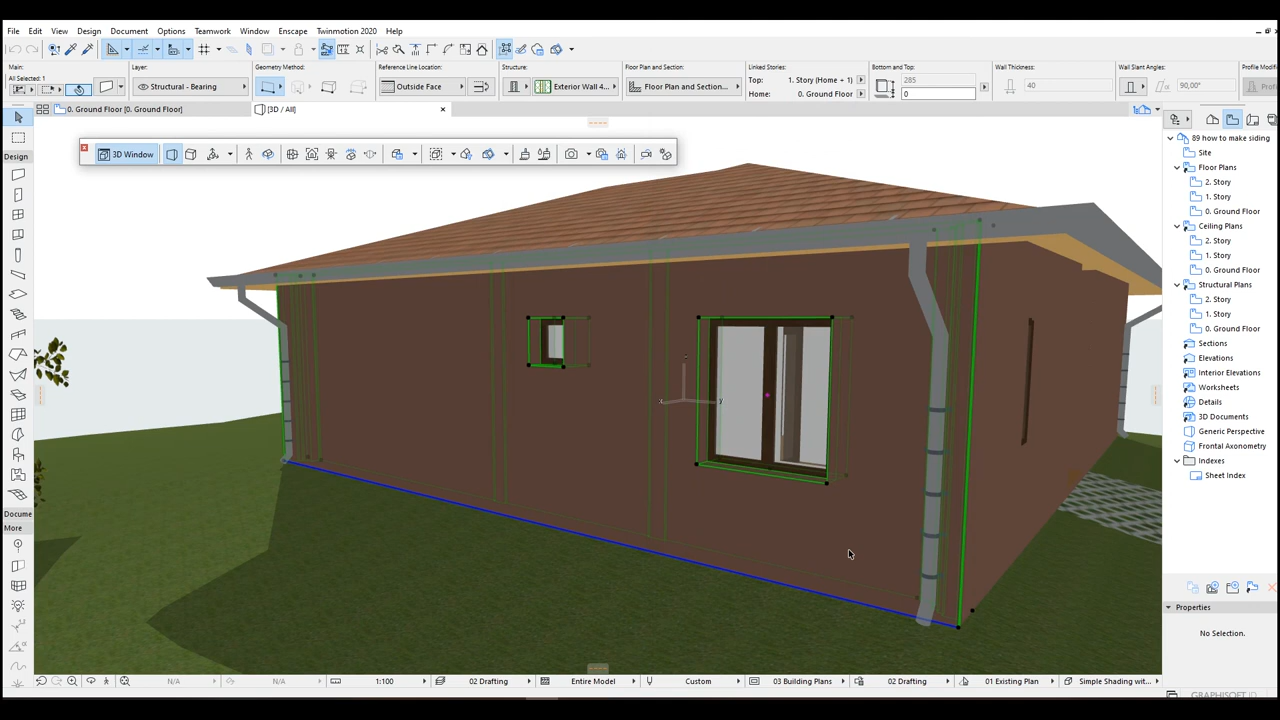 File Edit View Design Document Options Teamwork Window Enscape Twinmotion 2020 Help
Main: Layer: Geometry Method: Reference Line Location: Structure: Floor Plan and Section: Linked Stories: Bottom and Top: Wall Thickness: Wall Slant Angles: Profile Modifi
All Selected: 1 Structural - Bearing Outside Face Exterior Wall 4... Floor Plan and Section... Top: 1. Story (Home + 1) 285 40 90,00° Profi
Home: 0. Ground Floor 0
0. Ground Floor [0. Ground Floor] [3D / All]
3D Window
Design
Docume
More
x
y
89 how to make siding
Site
Floor Plans
2. Story
1. Story
0. Ground Floor
Ceiling Plans
2. Story
1. Story
0. Ground Floor
Structural Plans
2. Story
1. Story
0. Ground Floor
Sections
Elevations
Interior Elevations
Worksheets
Details
3D Documents
Generic Perspective
Frontal Axonometry
Indexes
Sheet Index
Properties
No Selection.
N/A N/A 1:100 02 Drafting Entire Model Custom 03 Building Plans 02 Drafting 01 Existing Plan Simple Shading wit...
GRAPHISOFT ID